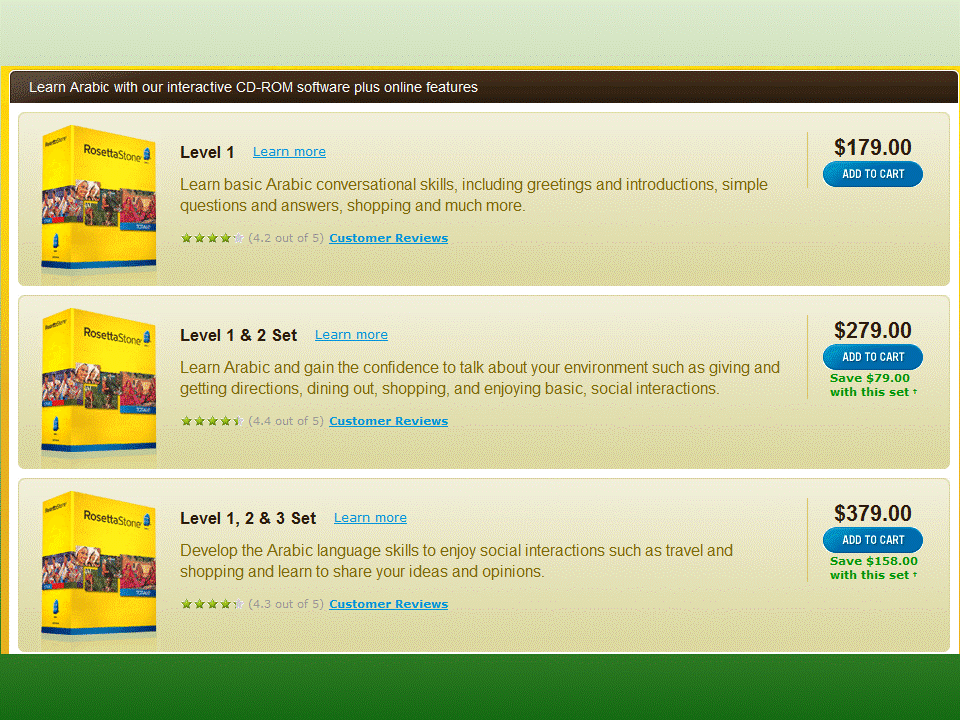 Learn Arabic with our interactive CD-ROM software plus online features
RosettaStone
RosettaStone
Level 1 Learn more
$179.00
ADD TO CART
Learn basic Arabic conversational skills, including greetings and introductions, simple
questions and answers, shopping and much more.
(4.2 out of 5) Customer Reviews
RosettaStone
RosettaStone
Level 1 & 2 Set Learn more
$279.00
ADD TO CART
Save $79.00
with this set †
Learn Arabic and gain the confidence to talk about your environment such as giving and
getting directions, dining out, shopping, and enjoying basic, social interactions.
(4.4 out of 5) Customer Reviews
RosettaStone
RosettaStone
Level 1, 2 & 3 Set Learn more
$379.00
ADD TO CART
Save $158.00
with this set †
Develop the Arabic language skills to enjoy social interactions such as travel and
shopping and learn to share your ideas and opinions.
(4.3 out of 5) Customer Reviews